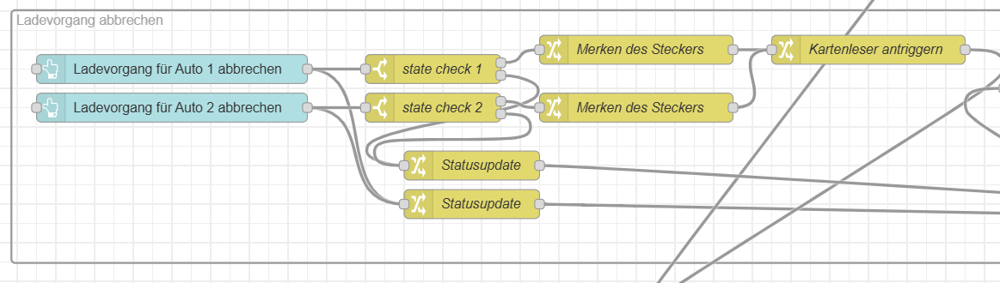 Ladevorgang abbrechen
Merken des Steckers
Kartenleser antriggern
Ladevorgang für Auto 1 abbrechen
state check 1
Ladevorgang für Auto 2 abbrechen
state check 2
Merken des Steckers
Statusupdate
Statusupdate